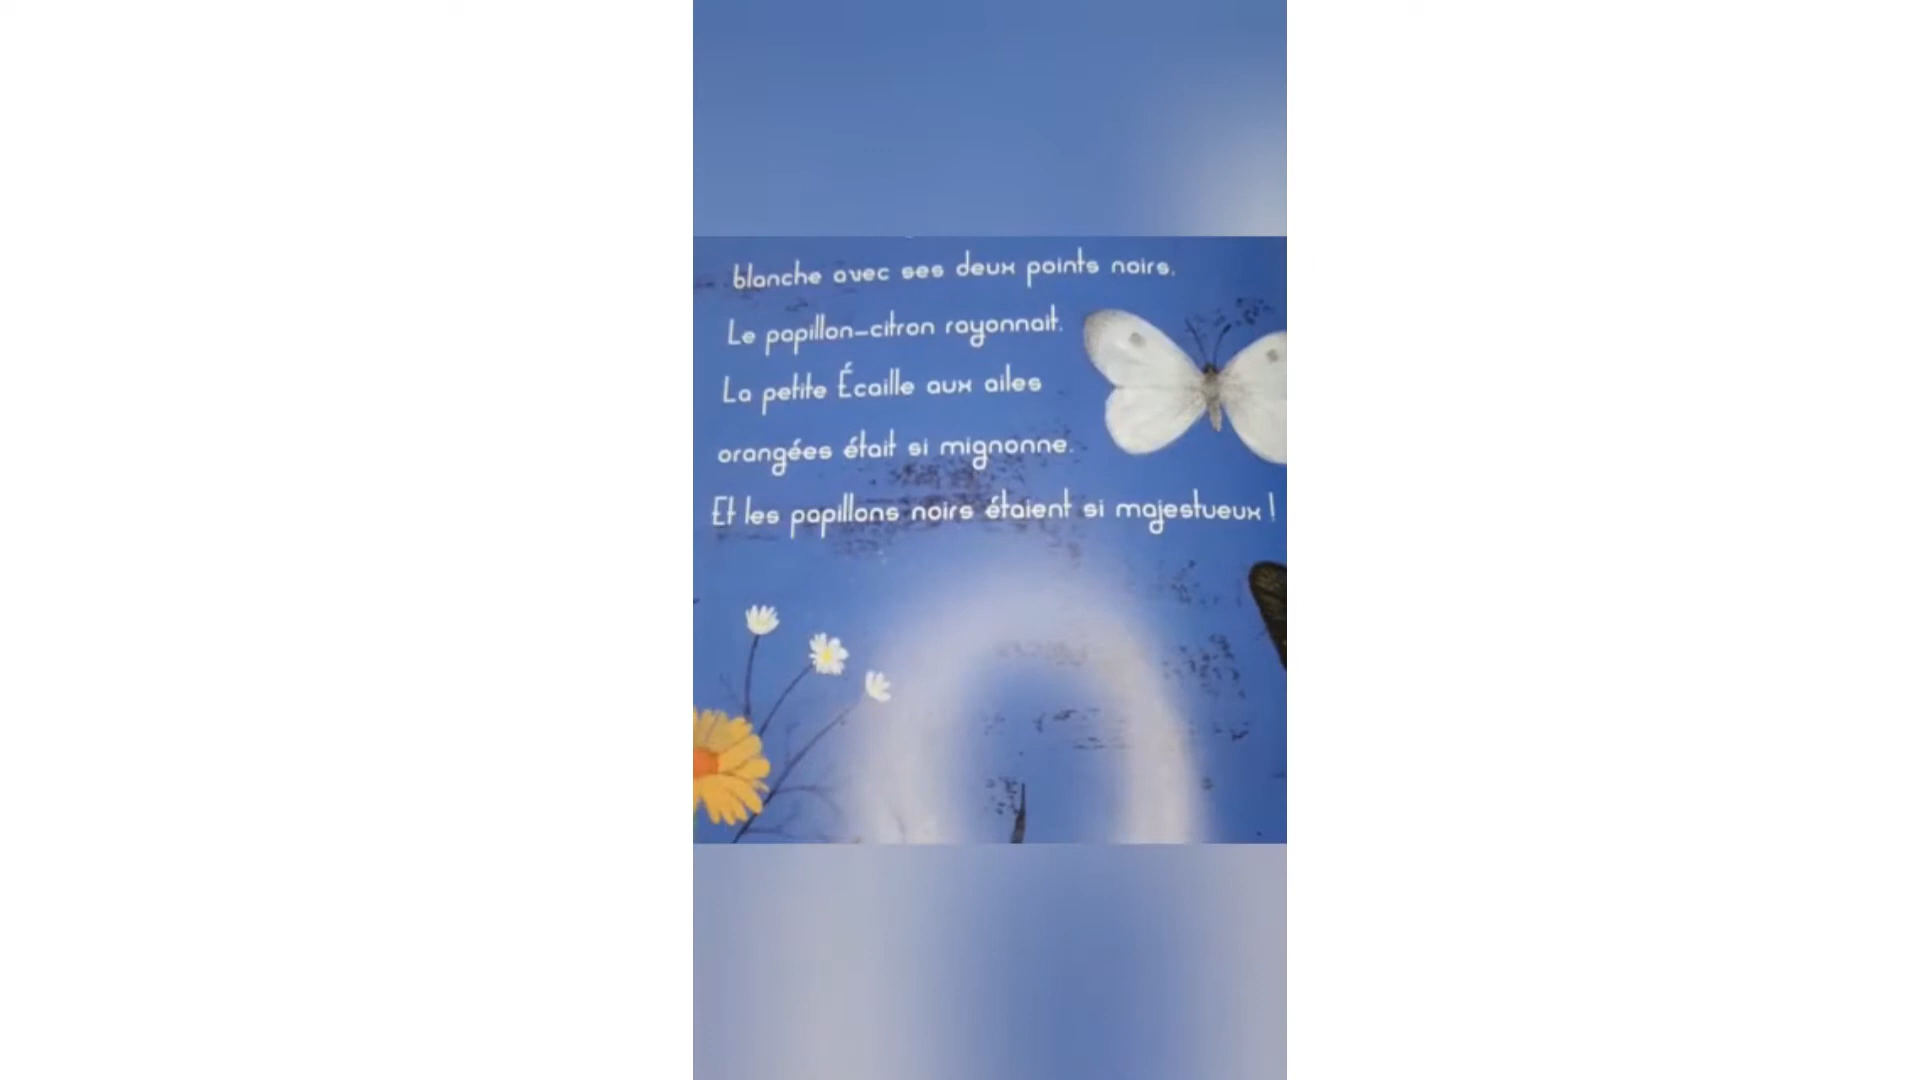 blanche avec ses deux points noirs.
Le papillon-citron rayonnait.
La petite Écaille aux ailes
orangées était si mignonne.
Et les papillons noirs étaient si majestueux !